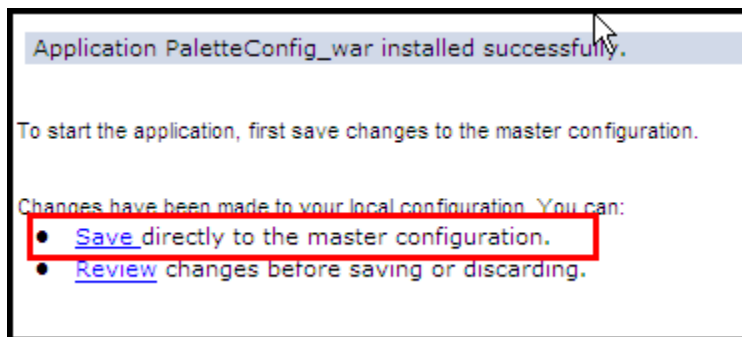 Application PaletteConfig_war installed successfully.
To start the application, first save changes to the master configuration.
Changes have been made to your local configuration. You can:
● Save directly to the master configuration.
● Review changes before saving or discarding.